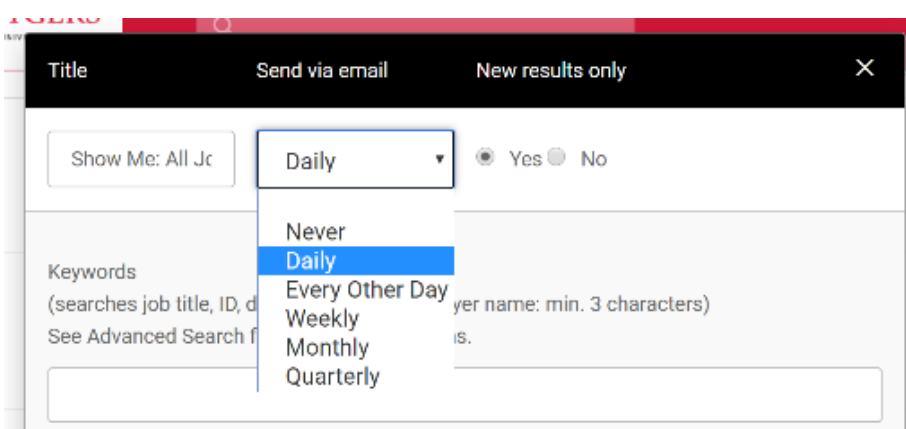 Title Send via email New results only ×
Show Me: All Jo Daily Yes No
Never
Daily
Every Other Day
Weekly
Monthly
Quarterly
Keywords
(searches job title, ID, d yer name: min. 3 characters)
See Advanced Search f s.